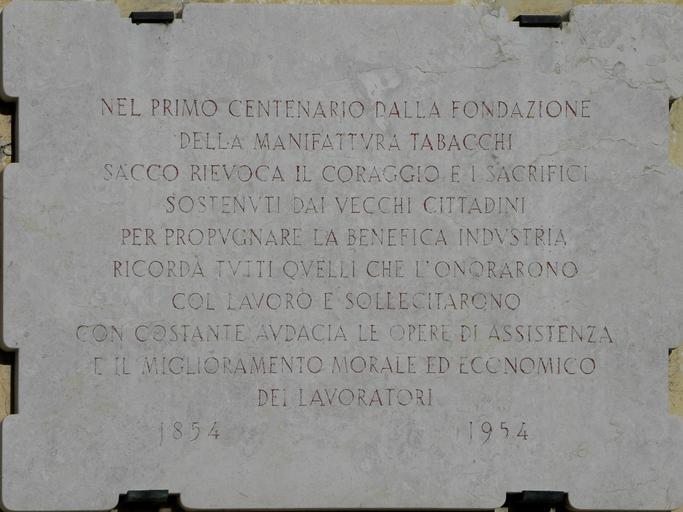 NEL PRIMO CENTENARIO DALLA FONDAZIONE
DELLA MANIFATTVRA TABACCHI
SACCO RIEVOCA IL CORAGGIO E I SACRIFICI
SOSTENVTI DAI VECCHI CITTADINI
PER PROPVGNARE LA BENEFICA INDVSTRIA
RICORDA TVTTI QVELLI CHE L'ONORARONO
COL LAVORO E SOLLECITARONO
CON COSTANTE AVDACIA LE OPERE DI ASSISTENZA
E IL MIGLIORAMENTO MORALE ED ECONOMICO
DEI LAVORATORI
1854 1954